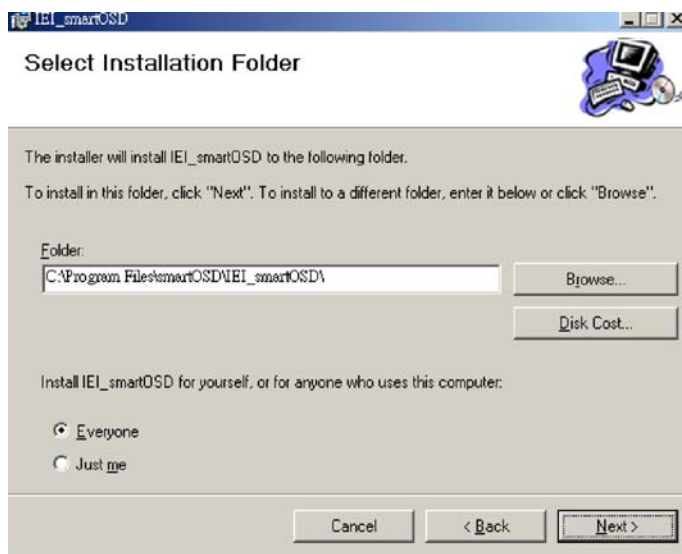 IEI_smartOSD
Select Installation Folder
The installer will install IEI_smartOSD to the following folder.
To install in this folder, click "Next". To install to a different folder, enter it below or click "Browse".
Folder:
C:\Program Files\smartOSD\IEI_smartOSD\
Browse...
Disk Cost...
Install IEI_smartOSD for yourself, or for anyone who uses this computer:
Everyone
Just me
Cancel
< Back
Next >